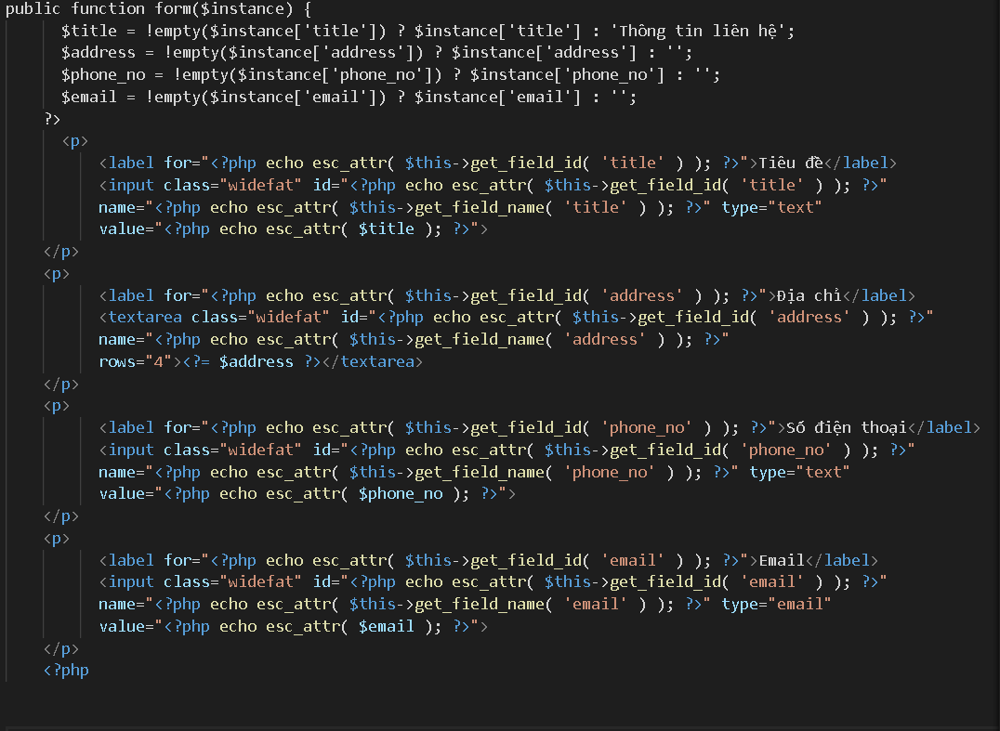 public function form($instance) {
$title = !empty($instance['title']) ? $instance['title'] : 'Thông tin liên hệ';
$address = !empty($instance['address']) ? $instance['address'] : '';
$phone_no = !empty($instance['phone_no']) ? $instance['phone_no'] : '';
$email = !empty($instance['email']) ? $instance['email'] : '';
?>
<p>
<label for="<?php echo esc_attr( $this->get_field_id( 'title' ) ); ?>">Tiêu đề</label>
<input class="widefat" id="<?php echo esc_attr( $this->get_field_id( 'title' ) ); ?>"
name="<?php echo esc_attr( $this->get_field_name( 'title' ) ); ?>" type="text"
value="<?php echo esc_attr( $title ); ?>">
</p>
<p>
<label for="<?php echo esc_attr( $this->get_field_id( 'address' ) ); ?>">Địa chỉ</label>
<textarea class="widefat" id="<?php echo esc_attr( $this->get_field_id( 'address' ) ); ?>"
name="<?php echo esc_attr( $this->get_field_name( 'address' ) ); ?>"
rows="4"><?= $address ?></textarea>
</p>
<p>
<label for="<?php echo esc_attr( $this->get_field_id( 'phone_no' ) ); ?>">Số điện thoại</label>
<input class="widefat" id="<?php echo esc_attr( $this->get_field_id( 'phone_no' ) ); ?>"
name="<?php echo esc_attr( $this->get_field_name( 'phone_no' ) ); ?>" type="text"
value="<?php echo esc_attr( $phone_no ); ?>">
</p>
<p>
<label for="<?php echo esc_attr( $this->get_field_id( 'email' ) ); ?>">Email</label>
<input class="widefat" id="<?php echo esc_attr( $this->get_field_id( 'email' ) ); ?>"
name="<?php echo esc_attr( $this->get_field_name( 'email' ) ); ?>" type="email"
value="<?php echo esc_attr( $email ); ?>">
</p>
<?php